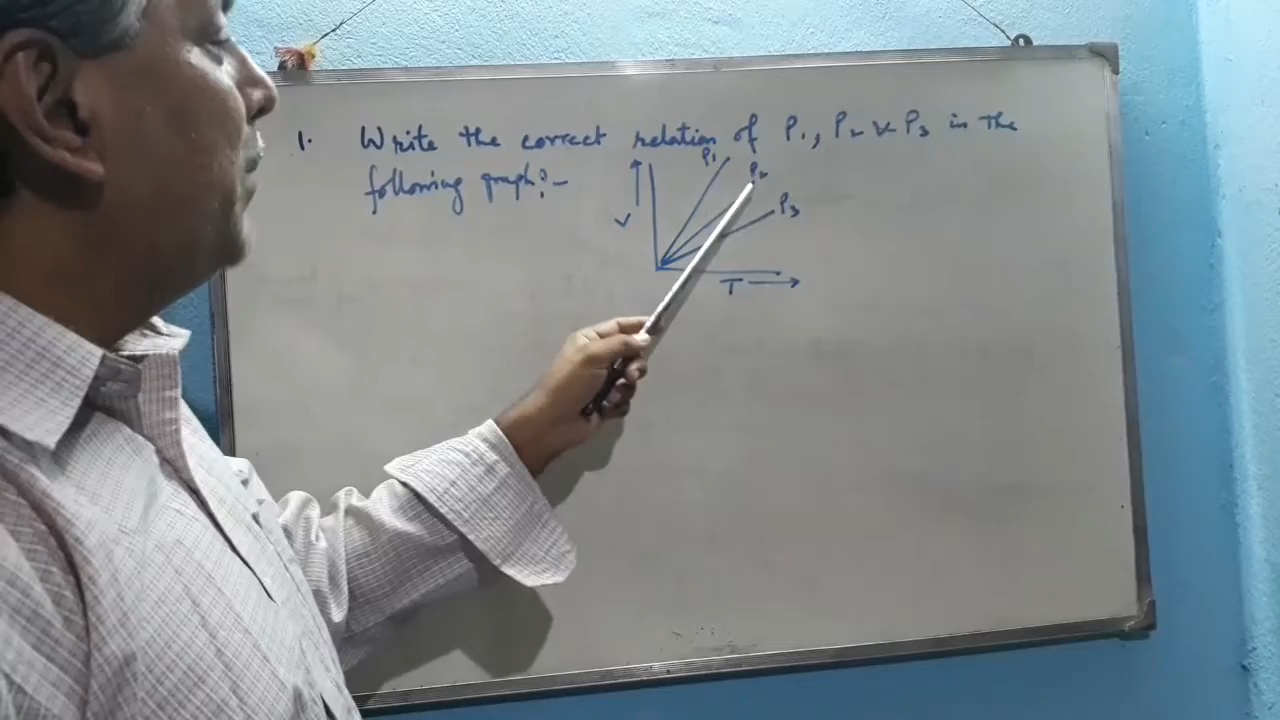 1. Write the correct relation of P₁, P₂ & P₃ in the
following graph:-
P₁
P₂
V
P₃
T